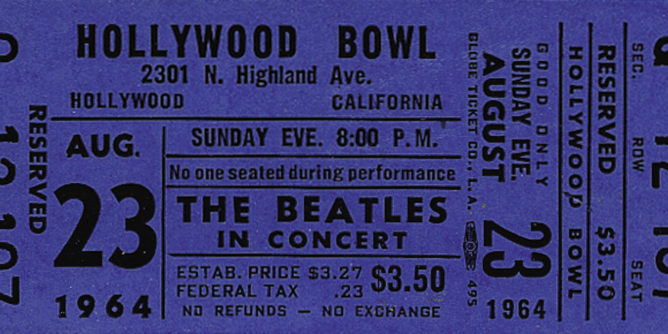 HOLLYWOOD BOWL
2301 N. Highland Ave.
HOLLYWOOD CALIFORNIA
RESERVED
AUG.
23
1964
SUNDAY EVE. 8:00 P.M.
No one seated during performance
THE BEATLES
IN CONCERT
ESTAB. PRICE $3.27
FEDERAL TAX .23
$3.50
NO REFUNDS — NO EXCHANGE
GLOBE TICKET CO., L.A.
495
AUGUST
SUNDAY EVE.
GOOD ONLY
23
1964
HOLLYWOOD BOWL
RESERVED $3.50
SEC. ROW SEAT